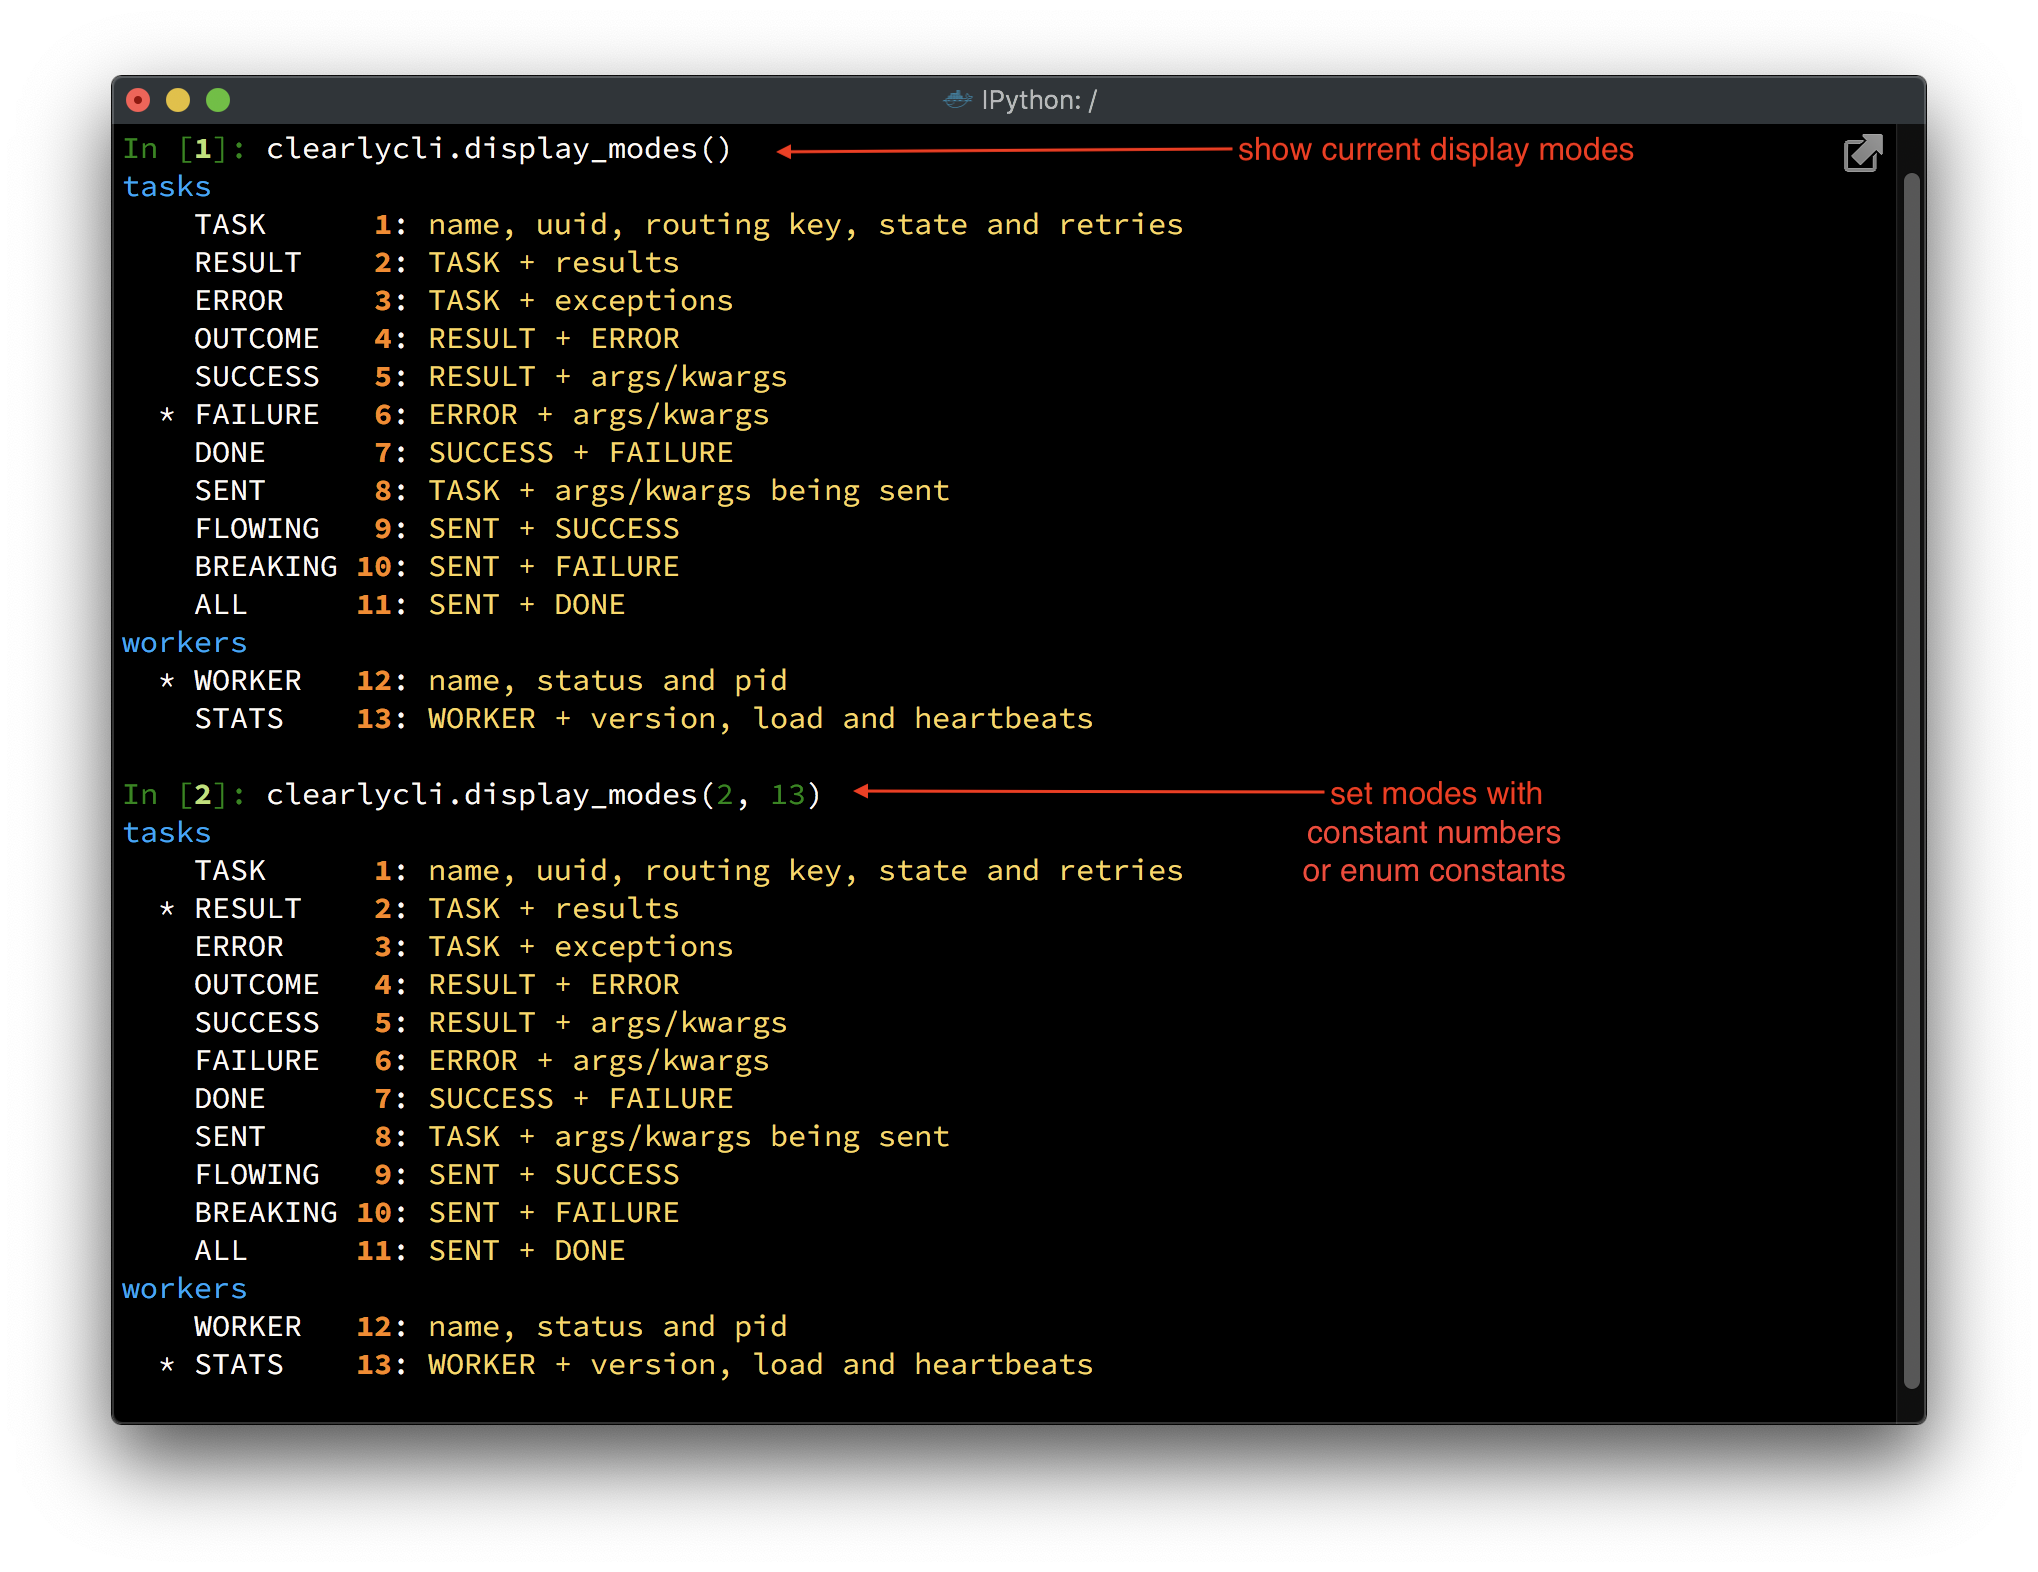 IPython: /
In [1]: clearlycli.display_modes()
show current display modes
tasks
    TASK      1: name, uuid, routing key, state and retries
    RESULT    2: TASK + results
    ERROR     3: TASK + exceptions
    OUTCOME   4: RESULT + ERROR
    SUCCESS   5: RESULT + args/kwargs
  * FAILURE   6: ERROR + args/kwargs
    DONE      7: SUCCESS + FAILURE
    SENT      8: TASK + args/kwargs being sent
    FLOWING   9: SENT + SUCCESS
    BREAKING 10: SENT + FAILURE
    ALL      11: SENT + DONE
workers
  * WORKER   12: name, status and pid
    STATS    13: WORKER + version, load and heartbeats
In [2]: clearlycli.display_modes(2, 13)
set modes with
constant numbers
or enum constants
tasks
    TASK      1: name, uuid, routing key, state and retries
  * RESULT    2: TASK + results
    ERROR     3: TASK + exceptions
    OUTCOME   4: RESULT + ERROR
    SUCCESS   5: RESULT + args/kwargs
    FAILURE   6: ERROR + args/kwargs
    DONE      7: SUCCESS + FAILURE
    SENT      8: TASK + args/kwargs being sent
    FLOWING   9: SENT + SUCCESS
    BREAKING 10: SENT + FAILURE
    ALL      11: SENT + DONE
workers
    WORKER   12: name, status and pid
  * STATS    13: WORKER + version, load and heartbeats